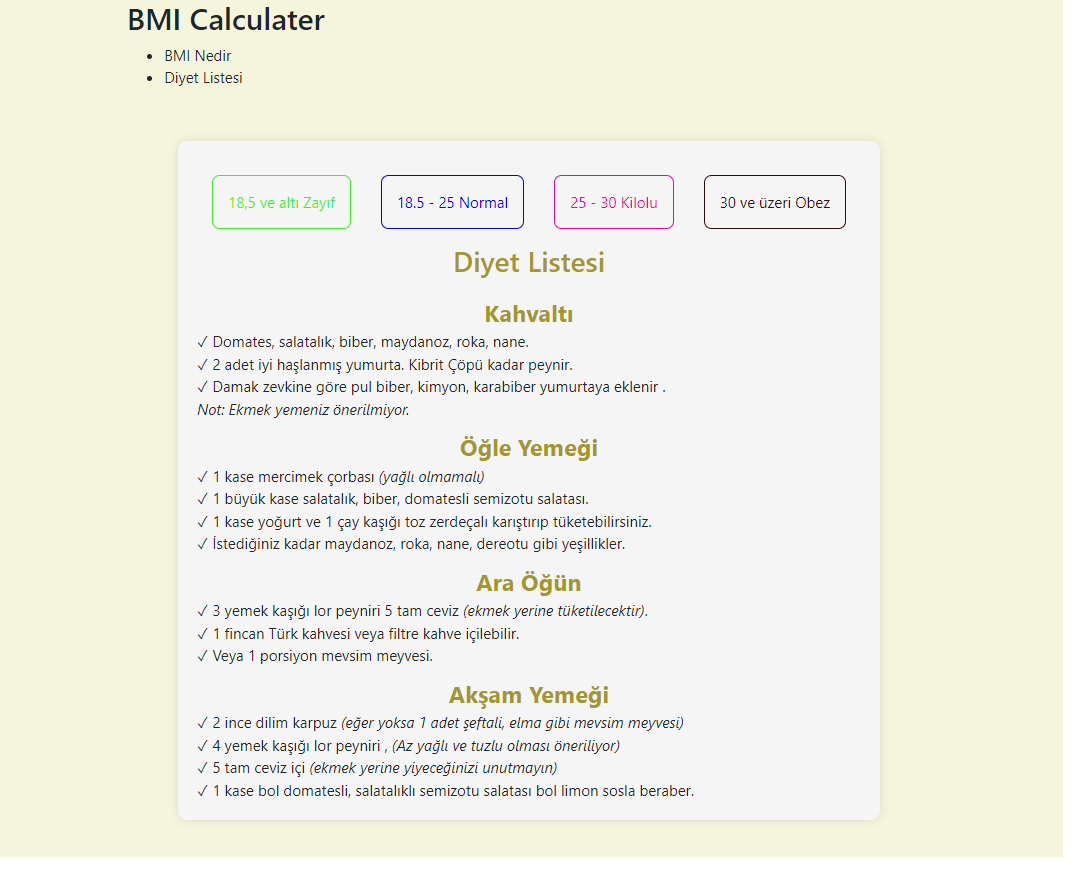 BMI Calculater
• BMI Nedir
• Diyet Listesi
18,5 ve altı Zayıf
18.5 - 25 Normal
25 - 30 Kilolu
30 ve üzeri Obez
Diyet Listesi
Kahvaltı
✓ Domates, salatalık, biber, maydanoz, roka, nane.
✓ 2 adet iyi haşlanmış yumurta. Kibrit Çöpü kadar peynir.
✓ Damak zevkine göre pul biber, kimyon, karabiber yumurtaya eklenir .
Not: Ekmek yemeniz önerilmiyor.
Öğle Yemeği
✓ 1 kase mercimek çorbası (yağlı olmamalı)
✓ 1 büyük kase salatalık, biber, domatesli semizotu salatası.
✓ 1 kase yoğurt ve 1 çay kaşığı toz zerdeçalı karıştırıp tüketebilirsiniz.
✓ İstediğiniz kadar maydanoz, roka, nane, dereotu gibi yeşillikler.
Ara Öğün
✓ 3 yemek kaşığı lor peyniri 5 tam ceviz (ekmek yerine tüketilecektir).
✓ 1 fincan Türk kahvesi veya filtre kahve içilebilir.
✓ Veya 1 porsiyon mevsim meyvesi.
Akşam Yemeği
✓ 2 ince dilim karpuz (eğer yoksa 1 adet şeftali, elma gibi mevsim meyvesi)
✓ 4 yemek kaşığı lor peyniri , (Az yağlı ve tuzlu olması öneriliyor)
✓ 5 tam ceviz içi (ekmek yerine yiyeceğinizi unutmayın)
✓ 1 kase bol domatesli, salatalıklı semizotu salatası bol limon sosla beraber.